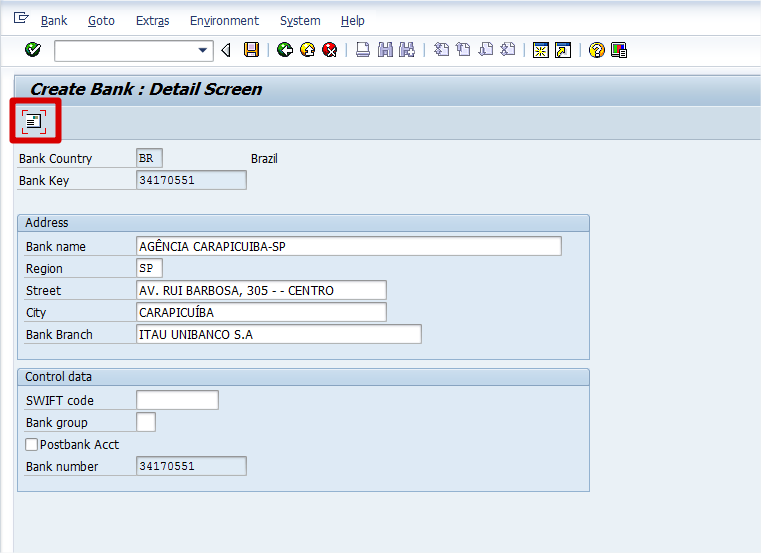 Bank Goto Extras Environment System Help
Create Bank : Detail Screen
Bank Country BR Brazil
Bank Key 34170551
Address
Bank name AGÊNCIA CARAPICUIBA-SP
Region SP
Street AV. RUI BARBOSA, 305 - - CENTRO
City CARAPICUÍBA
Bank Branch ITAU UNIBANCO S.A
Control data
SWIFT code
Bank group
Postbank Acct
Bank number 34170551